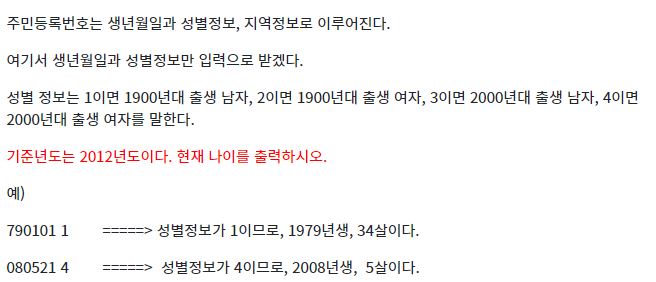 주민등록번호는 생년월일과 성별정보, 지역정보로 이루어진다.
여기서 생년월일과 성별정보만 입력으로 받겠다.
성별 정보는 1이면 1900년대 출생 남자, 2이면 1900년대 출생 여자, 3이면 2000년대 출생 남자, 4이면
2000년대 출생 여자를 말한다.
기준년도는 2012년도이다. 현재 나이를 출력하시오.
예)
790101 1 =====> 성별정보가 1이므로, 1979년생, 34살이다.
080521 4 =====> 성별정보가 4이므로, 2008년생, 5살이다.